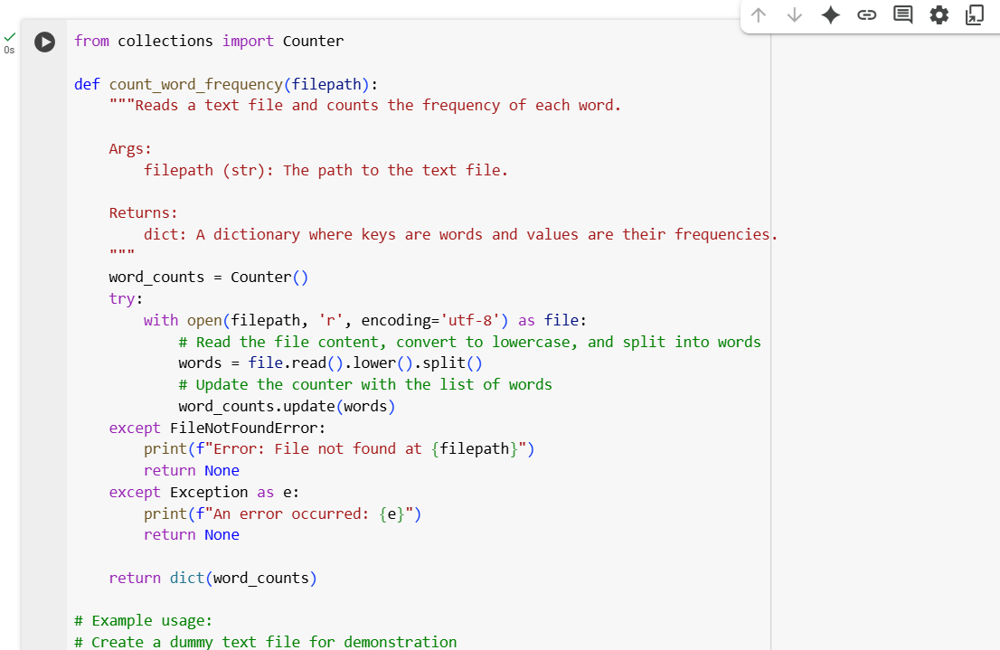 from collections import Counter
0s
def count_word_frequency(filepath):
"""Reads a text file and counts the frequency of each word.
Args:
filepath (str): The path to the text file.
Returns:
dict: A dictionary where keys are words and values are their frequencies.
"""
word_counts = Counter()
try:
with open(filepath, 'r', encoding='utf-8') as file:
# Read the file content, convert to lowercase, and split into words
words = file.read().lower().split()
# Update the counter with the list of words
word_counts.update(words)
except FileNotFoundError:
print(f"Error: File not found at {filepath}")
return None
except Exception as e:
print(f"An error occurred: {e}")
return None
return dict(word_counts)
# Example usage:
# Create a dummy text file for demonstration